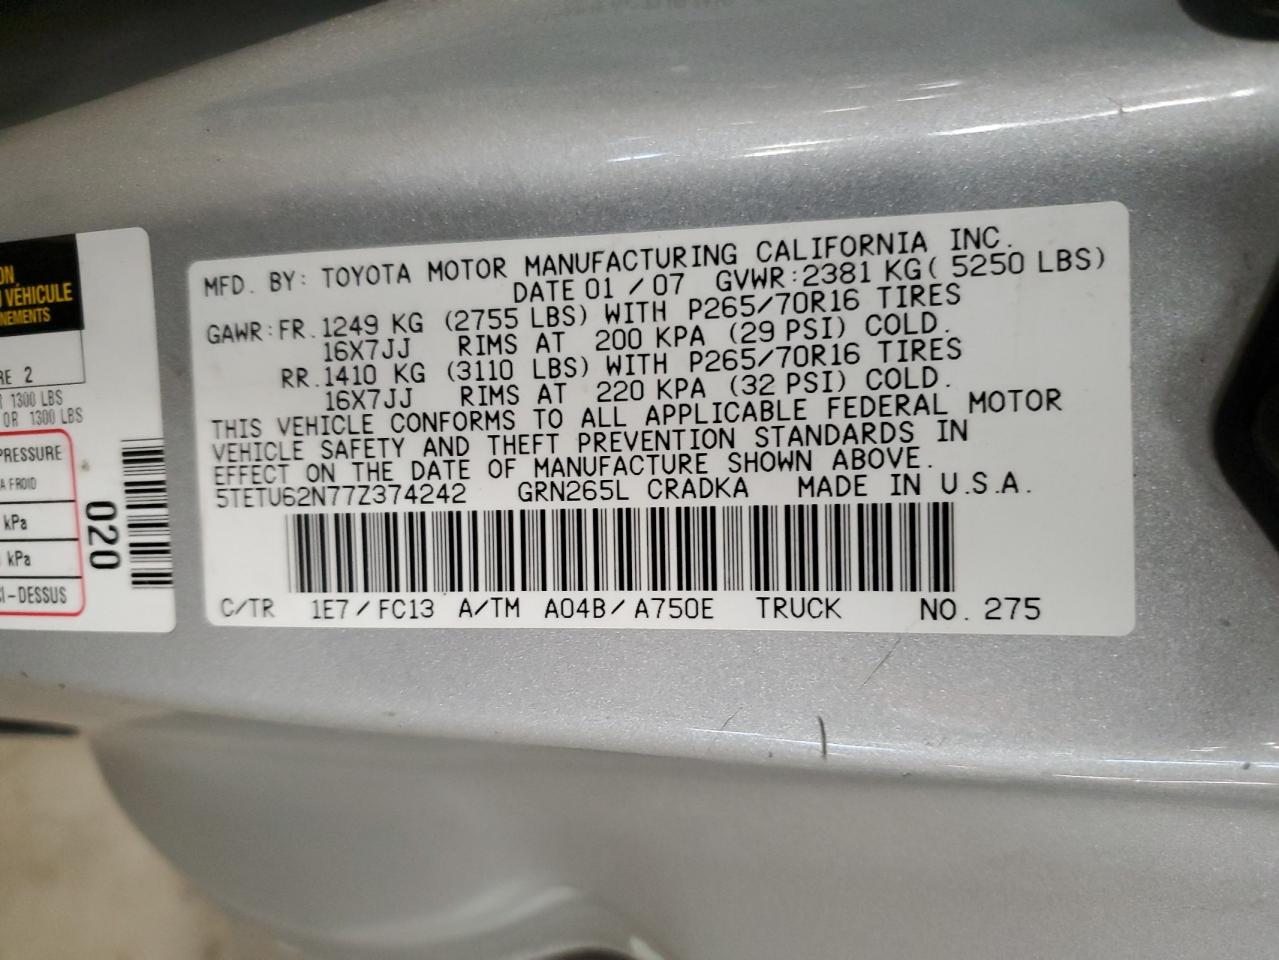 MFD. BY: TOYOTA MOTOR MANUFACTURING CALIFORNIA INC.
DATE 01 / 07 GVWR:2381 KG( 5250 LBS)
GAWR:FR.1249 KG (2755 LBS) WITH P265/70R16 TIRES
16X7JJ RIMS AT 200 KPA (29 PSI) COLD.
RR.1410 KG (3110 LBS) WITH P265/70R16 TIRES
16X7JJ RIMS AT 220 KPA (32 PSI) COLD.
THIS VEHICLE CONFORMS TO ALL APPLICABLE FEDERAL MOTOR
VEHICLE SAFETY AND THEFT PREVENTION STANDARDS IN
EFFECT ON THE DATE OF MANUFACTURE SHOWN ABOVE.
5TETU62N77Z374242 GRN265L CRADKA MADE IN U.S.A.
C/TR 1E7/FC13 A/TM A04B/A750E TRUCK NO. 275
VÉHICULE
RE 2
1300 LBS
OR 1300 LBS
PRESSURE
A FROID
kPa
kPa
-DESSUS
020